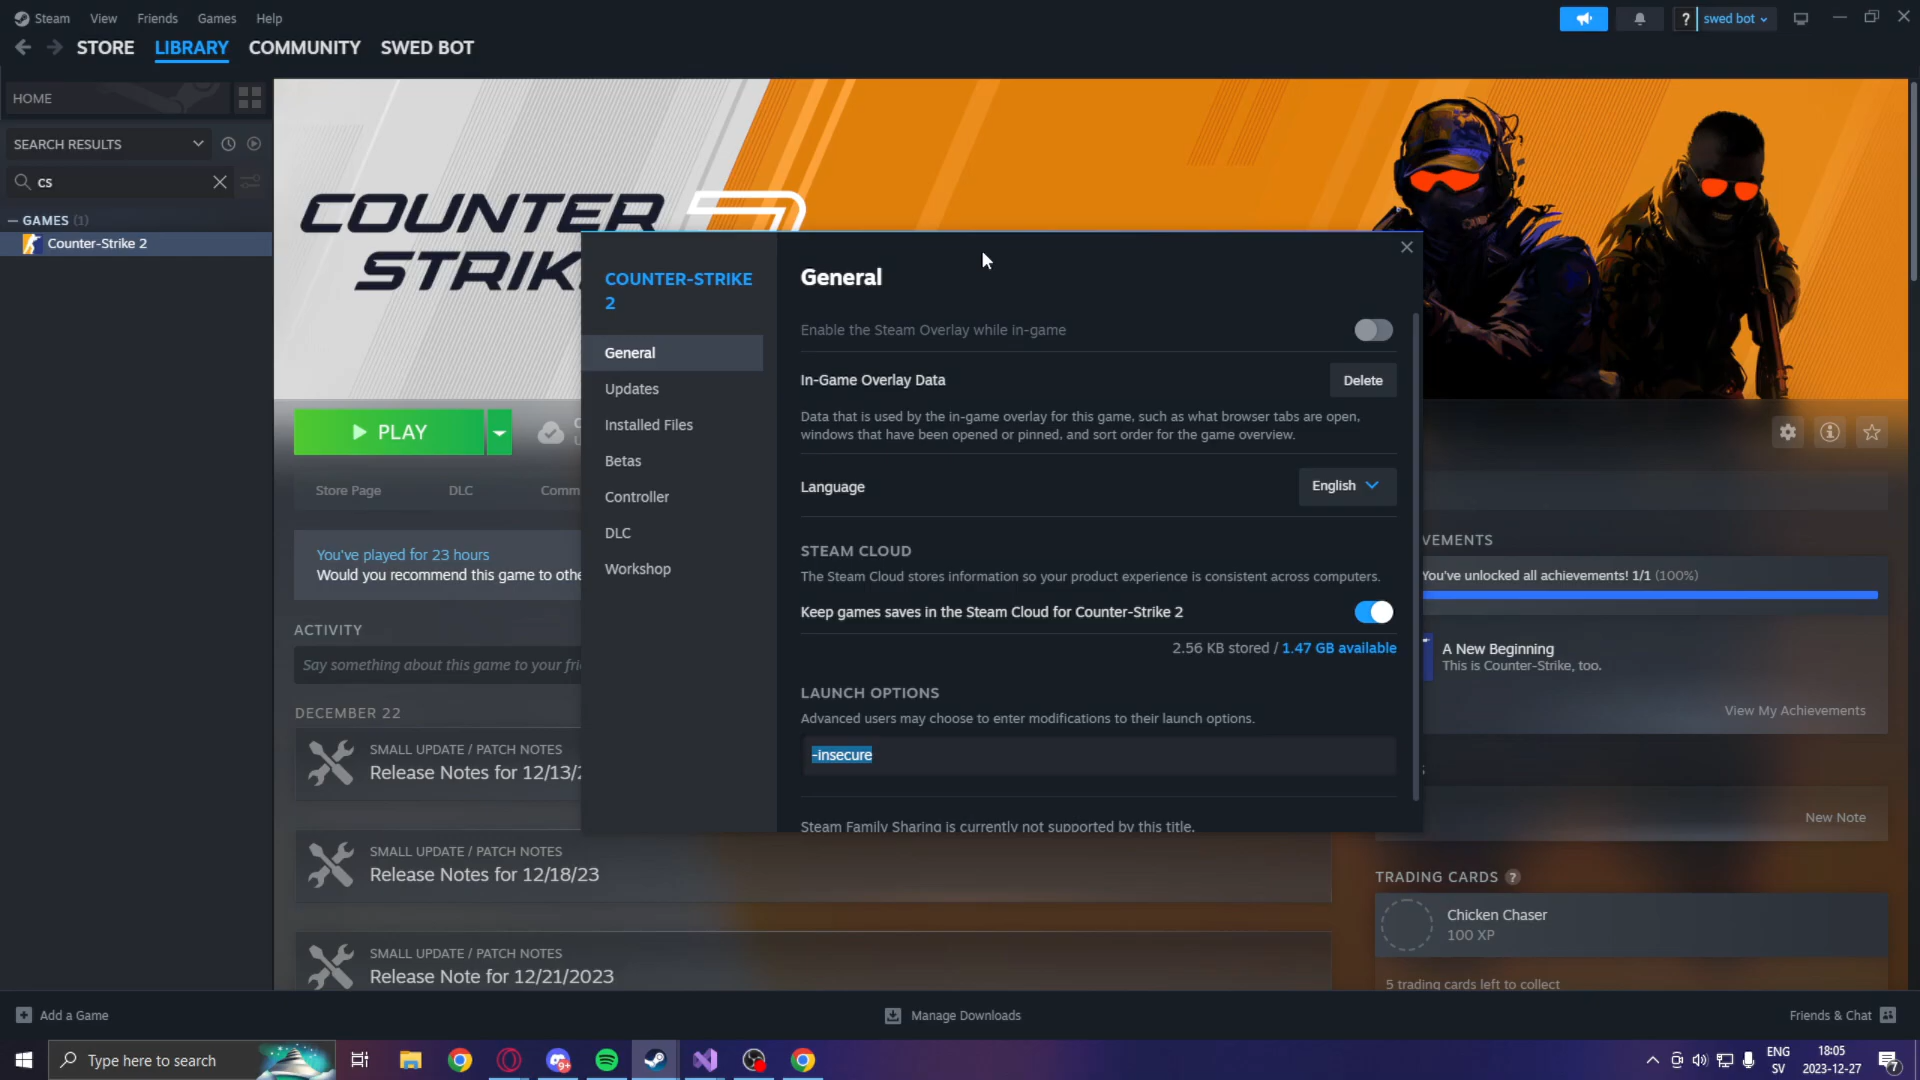 Steam View Friends Games Help
? swed bot
STORE LIBRARY COMMUNITY SWED BOT
HOME
SEARCH RESULTS
cs
GAMES (1)
Counter-Strike 2
COUNTER
STRIK
COUNTER-STRIKE
2
General
Updates
Installed Files
Betas
Controller
DLC
Workshop
General
Enable the Steam Overlay while in-game
In-Game Overlay Data
Delete
Data that is used by the in-game overlay for this game, such as what browser tabs are open,
windows that have been opened or pinned, and sort order for the game overview.
Language
English
STEAM CLOUD
The Steam Cloud stores information so your product experience is consistent across computers.
Keep games saves in the Steam Cloud for Counter-Strike 2
2.56 KB stored / 1.47 GB available
LAUNCH OPTIONS
Advanced users may choose to enter modifications to their launch options.
-insecure
Steam Family Sharing is currently not supported by this title.
PLAY
Store Page DLC Comm
You've played for 23 hours
Would you recommend this game to othe
ACTIVITY
Say something about this game to your frie
DECEMBER 22
SMALL UPDATE / PATCH NOTES
Release Notes for 12/13/2
SMALL UPDATE / PATCH NOTES
Release Notes for 12/18/23
SMALL UPDATE / PATCH NOTES
Release Note for 12/21/2023
VEMENTS
You've unlocked all achievements! 1/1 (100%)
A New Beginning
This is Counter-Strike, too.
View My Achievements
New Note
TRADING CARDS ?
Chicken Chaser
100 XP
5 trading cards left to collect
Add a Game
Manage Downloads
Friends & Chat
Type here to search
9+
ENG
SV
18:05
2023-12-27
7